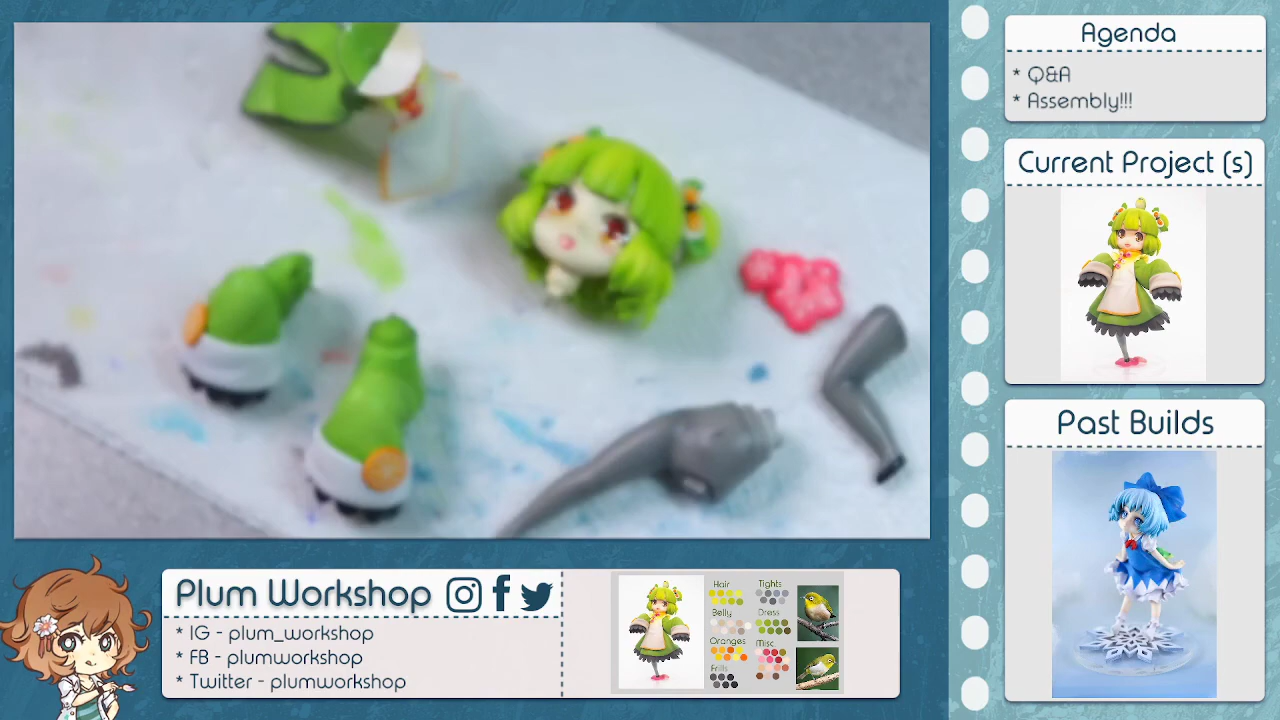 Agenda
* Q&A
* Assembly!!!
Current Project (s)
Past Builds
Plum Workshop
* IG - plum_workshop
* FB - plumworkshop
* Twitter - plumworkshop
Hair
Tights
Belly
Dress
Oranges
Misc.
Frills